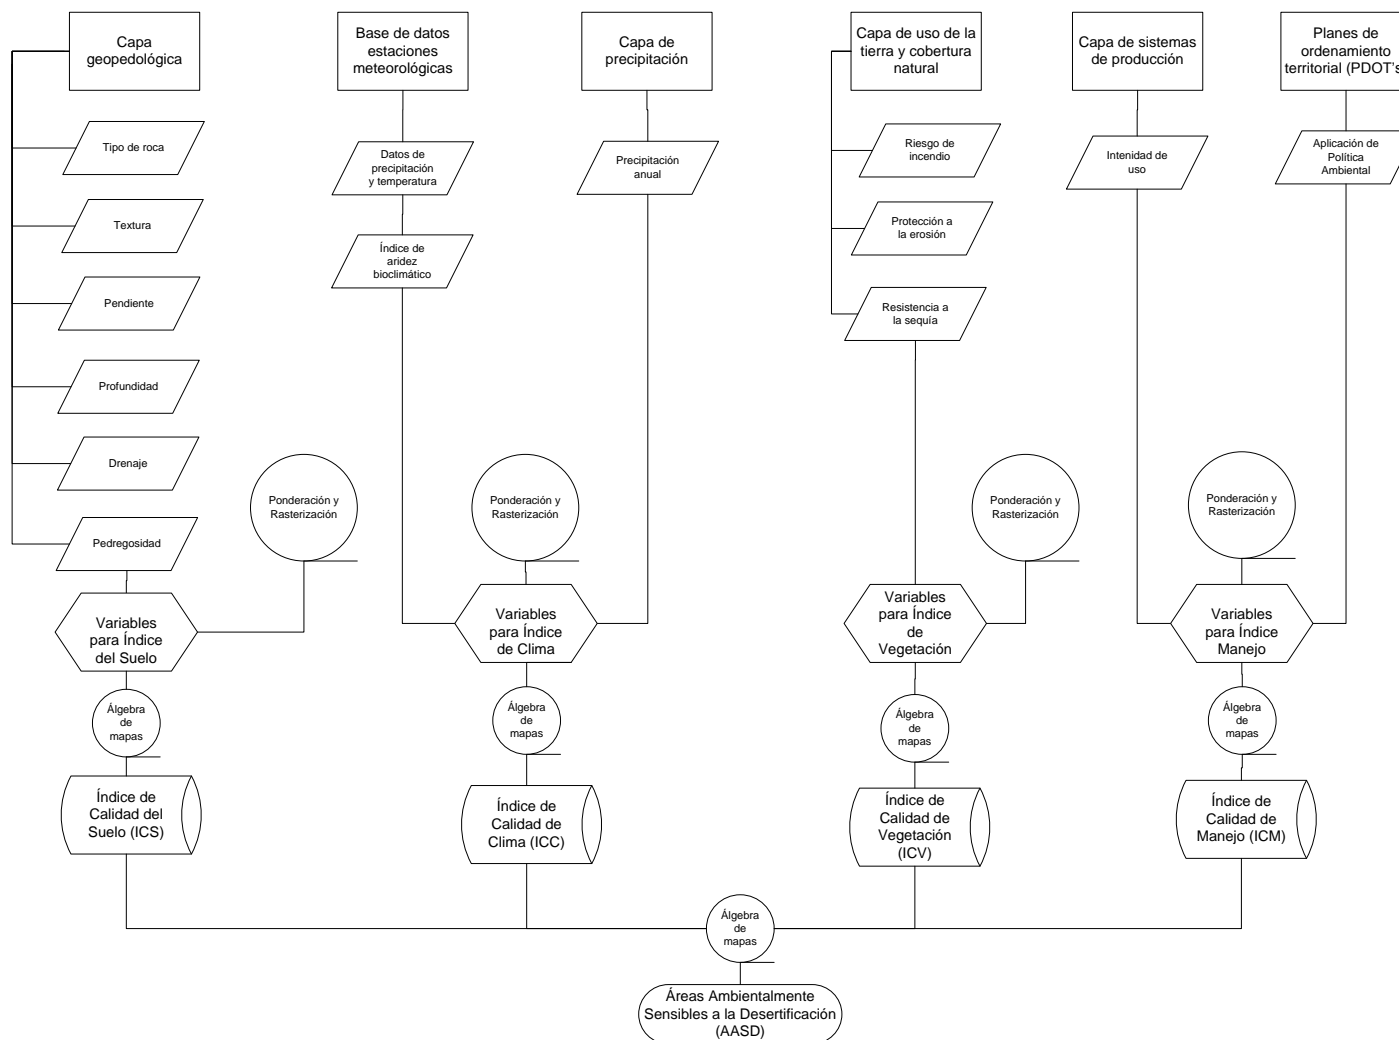 Capa
geopedológica
Base de datos
estaciones
meteorológicas
Capa de
precipitación
Capa de uso de la
tierra y cobertura
natural
Capa de sistemas
de producción
Planes de
ordenamiento
territorial (PDOT's
Tipo de roca
Textura
Pendiente
Profundidad
Drenaje
Pedregosidad
Datos de
precipitación
y temperatura
Índice de
aridez
bioclimático
Precipitación
anual
Riesgo de
incendio
Protección a
la erosión
Resistencia a
la sequía
Intenidad de
uso
Aplicación de
Política
Ambiental
Ponderación y
Rasterización
Ponderación y
Rasterización
Ponderación y
Rasterización
Ponderación y
Rasterización
Variables
para Índice
del Suelo
Variables
para Índice
de Clima
Variables
para Índice
de
Vegetación
Variables
para Índice
Manejo
Álgebra
de
mapas
Álgebra
de
mapas
Álgebra
de
mapas
Álgebra
de
mapas
Índice de
Calidad del
Suelo (ICS)
Índice de
Calidad de
Clima (ICC)
Índice de
Calidad de
Vegetación
(ICV)
Índice de
Calidad de
Manejo (ICM)
Álgebra
de
mapas
Áreas Ambientalmente
Sensibles a la Desertificación
(AASD)